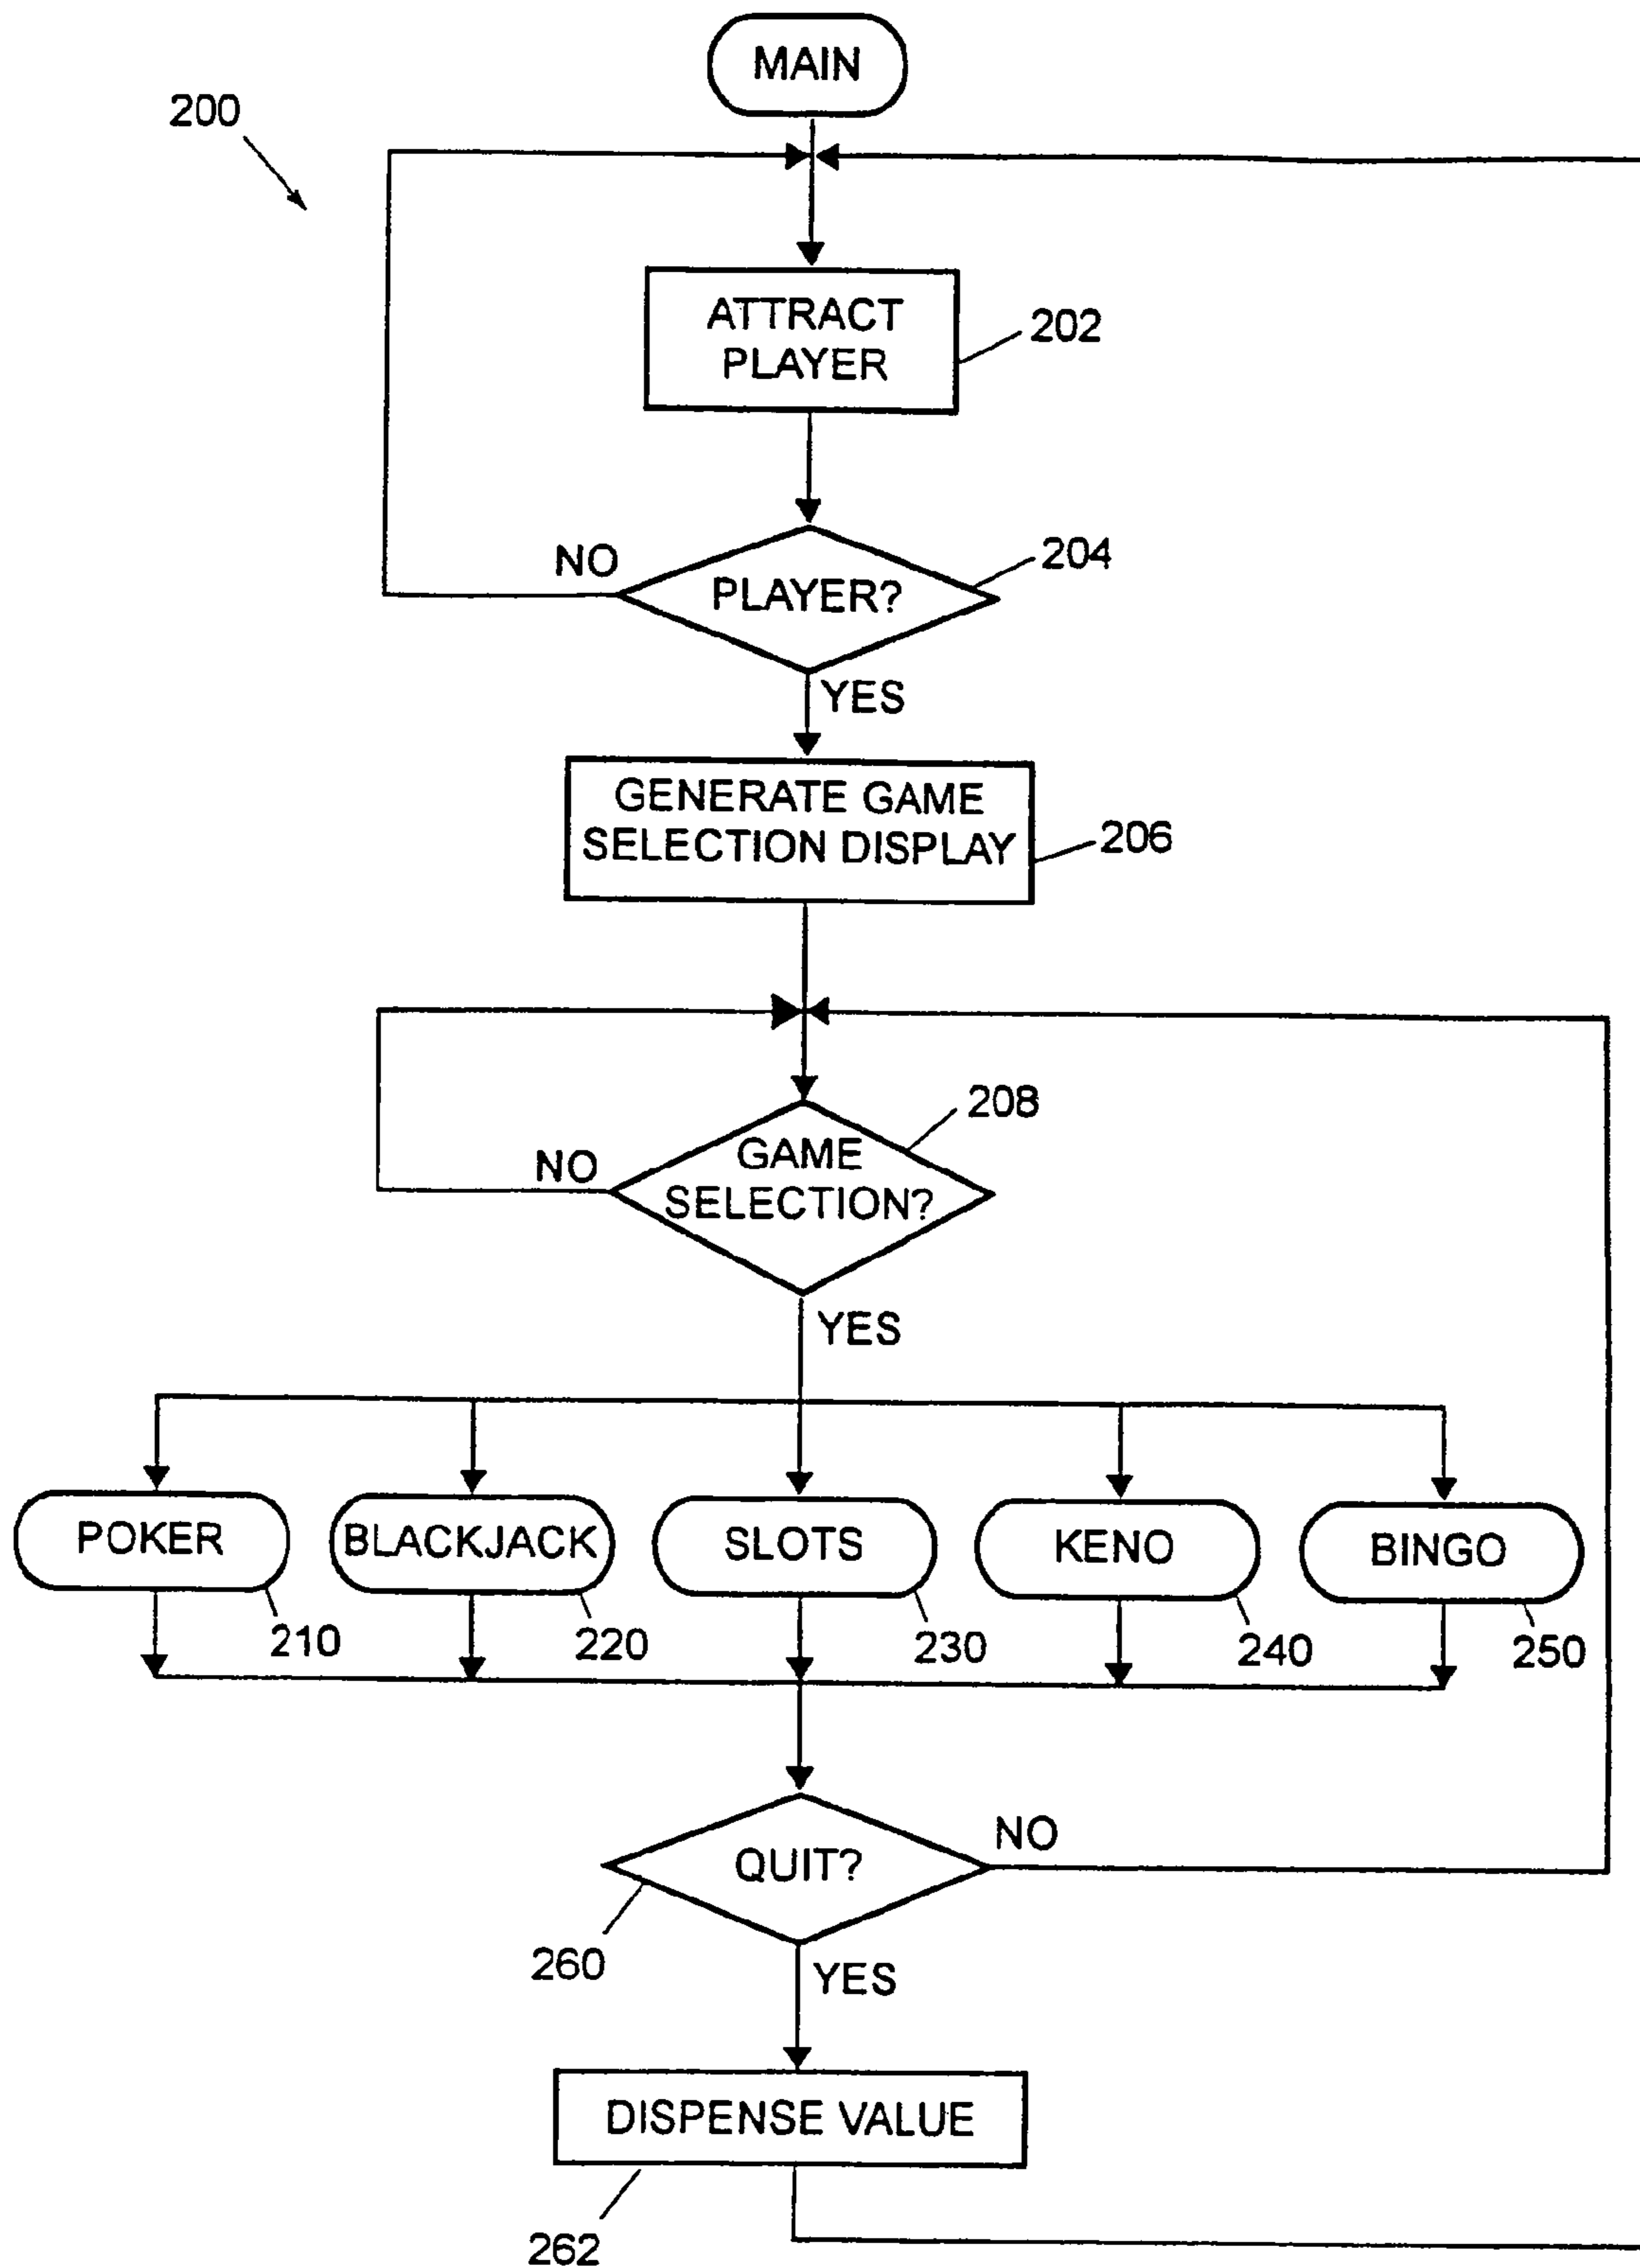 MAIN
200
ATTRACT
PLAYER
202
NO
PLAYER?
204
YES
GENERATE GAME
SELECTION DISPLAY
206
208
NO
GAME
SELECTION?
YES
POKER
BLACKJACK
SLOTS
KENO
BINGO
210
220
230
240
250
QUIT?
NO
260
YES
DISPENSE VALUE
262